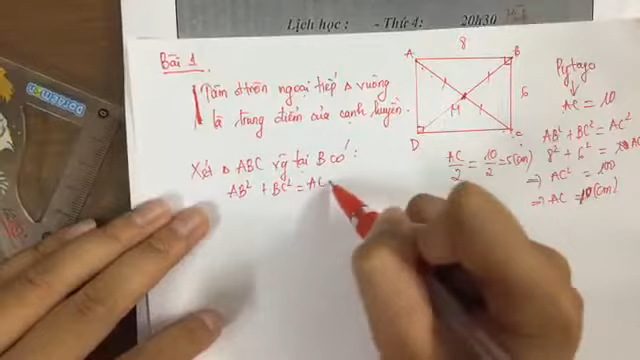 Lịch học : - Thứ 4: 20h30
Bài 1
Tâm đtròn ngoại tiếp Δ vuông
là trung điểm của cạnh huyền.
Xét Δ ABC vg tại B có :
AB² + BC² = AC
A
8
B
6
M
D
C
AC/2 = 10/2 = 5(cm)
Pytago
AC = 10
AB² + BC² = AC²
8² + 6² = AC
⇒ AC² = 100
⇒ AC = 10 (cm)